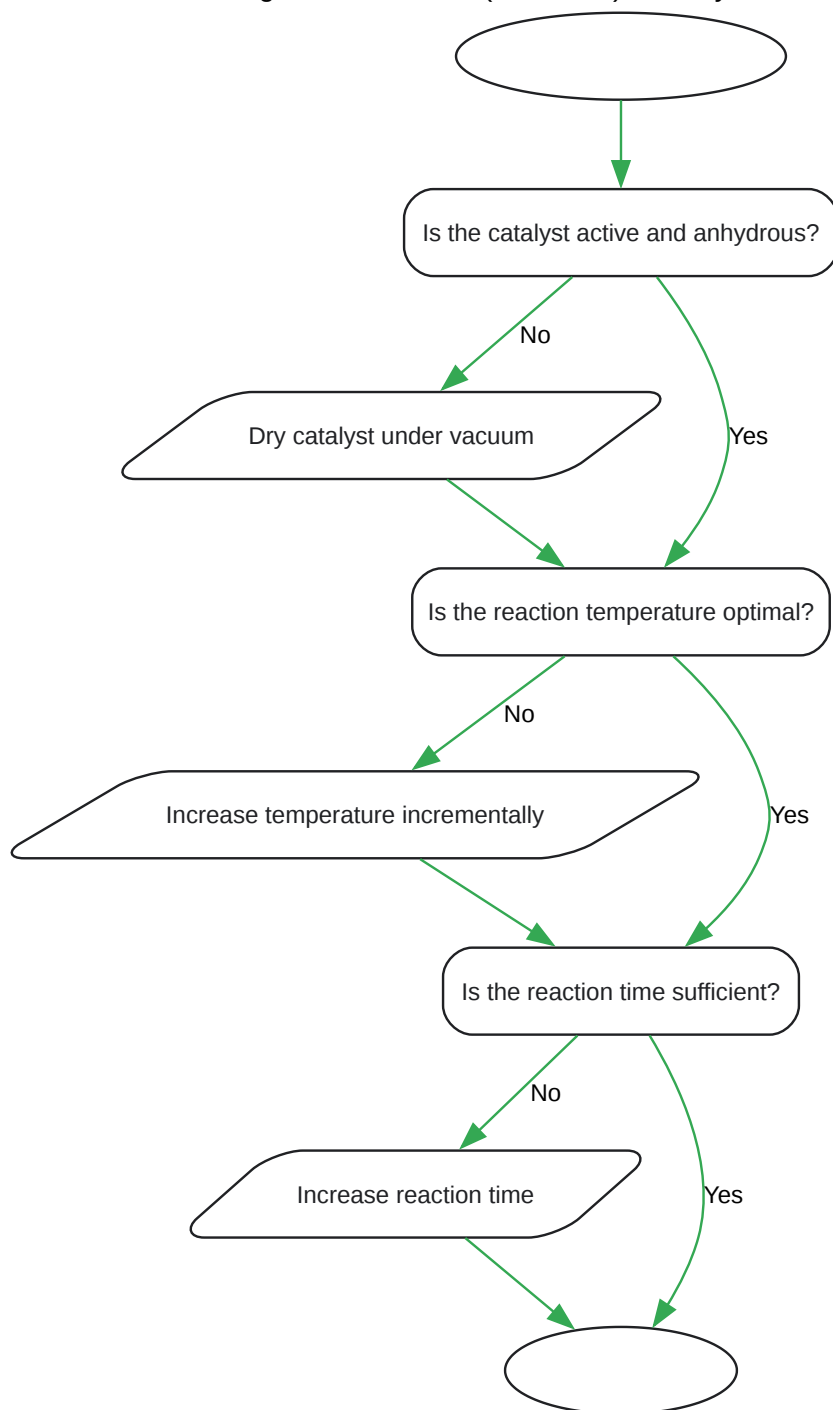 Is the catalyst active and anhydrous?
No
Dry catalyst under vacuum
Yes
Is the reaction temperature optimal?
No
Increase temperature incrementally
Yes
Is the reaction time sufficient?
No
Increase reaction time
Yes